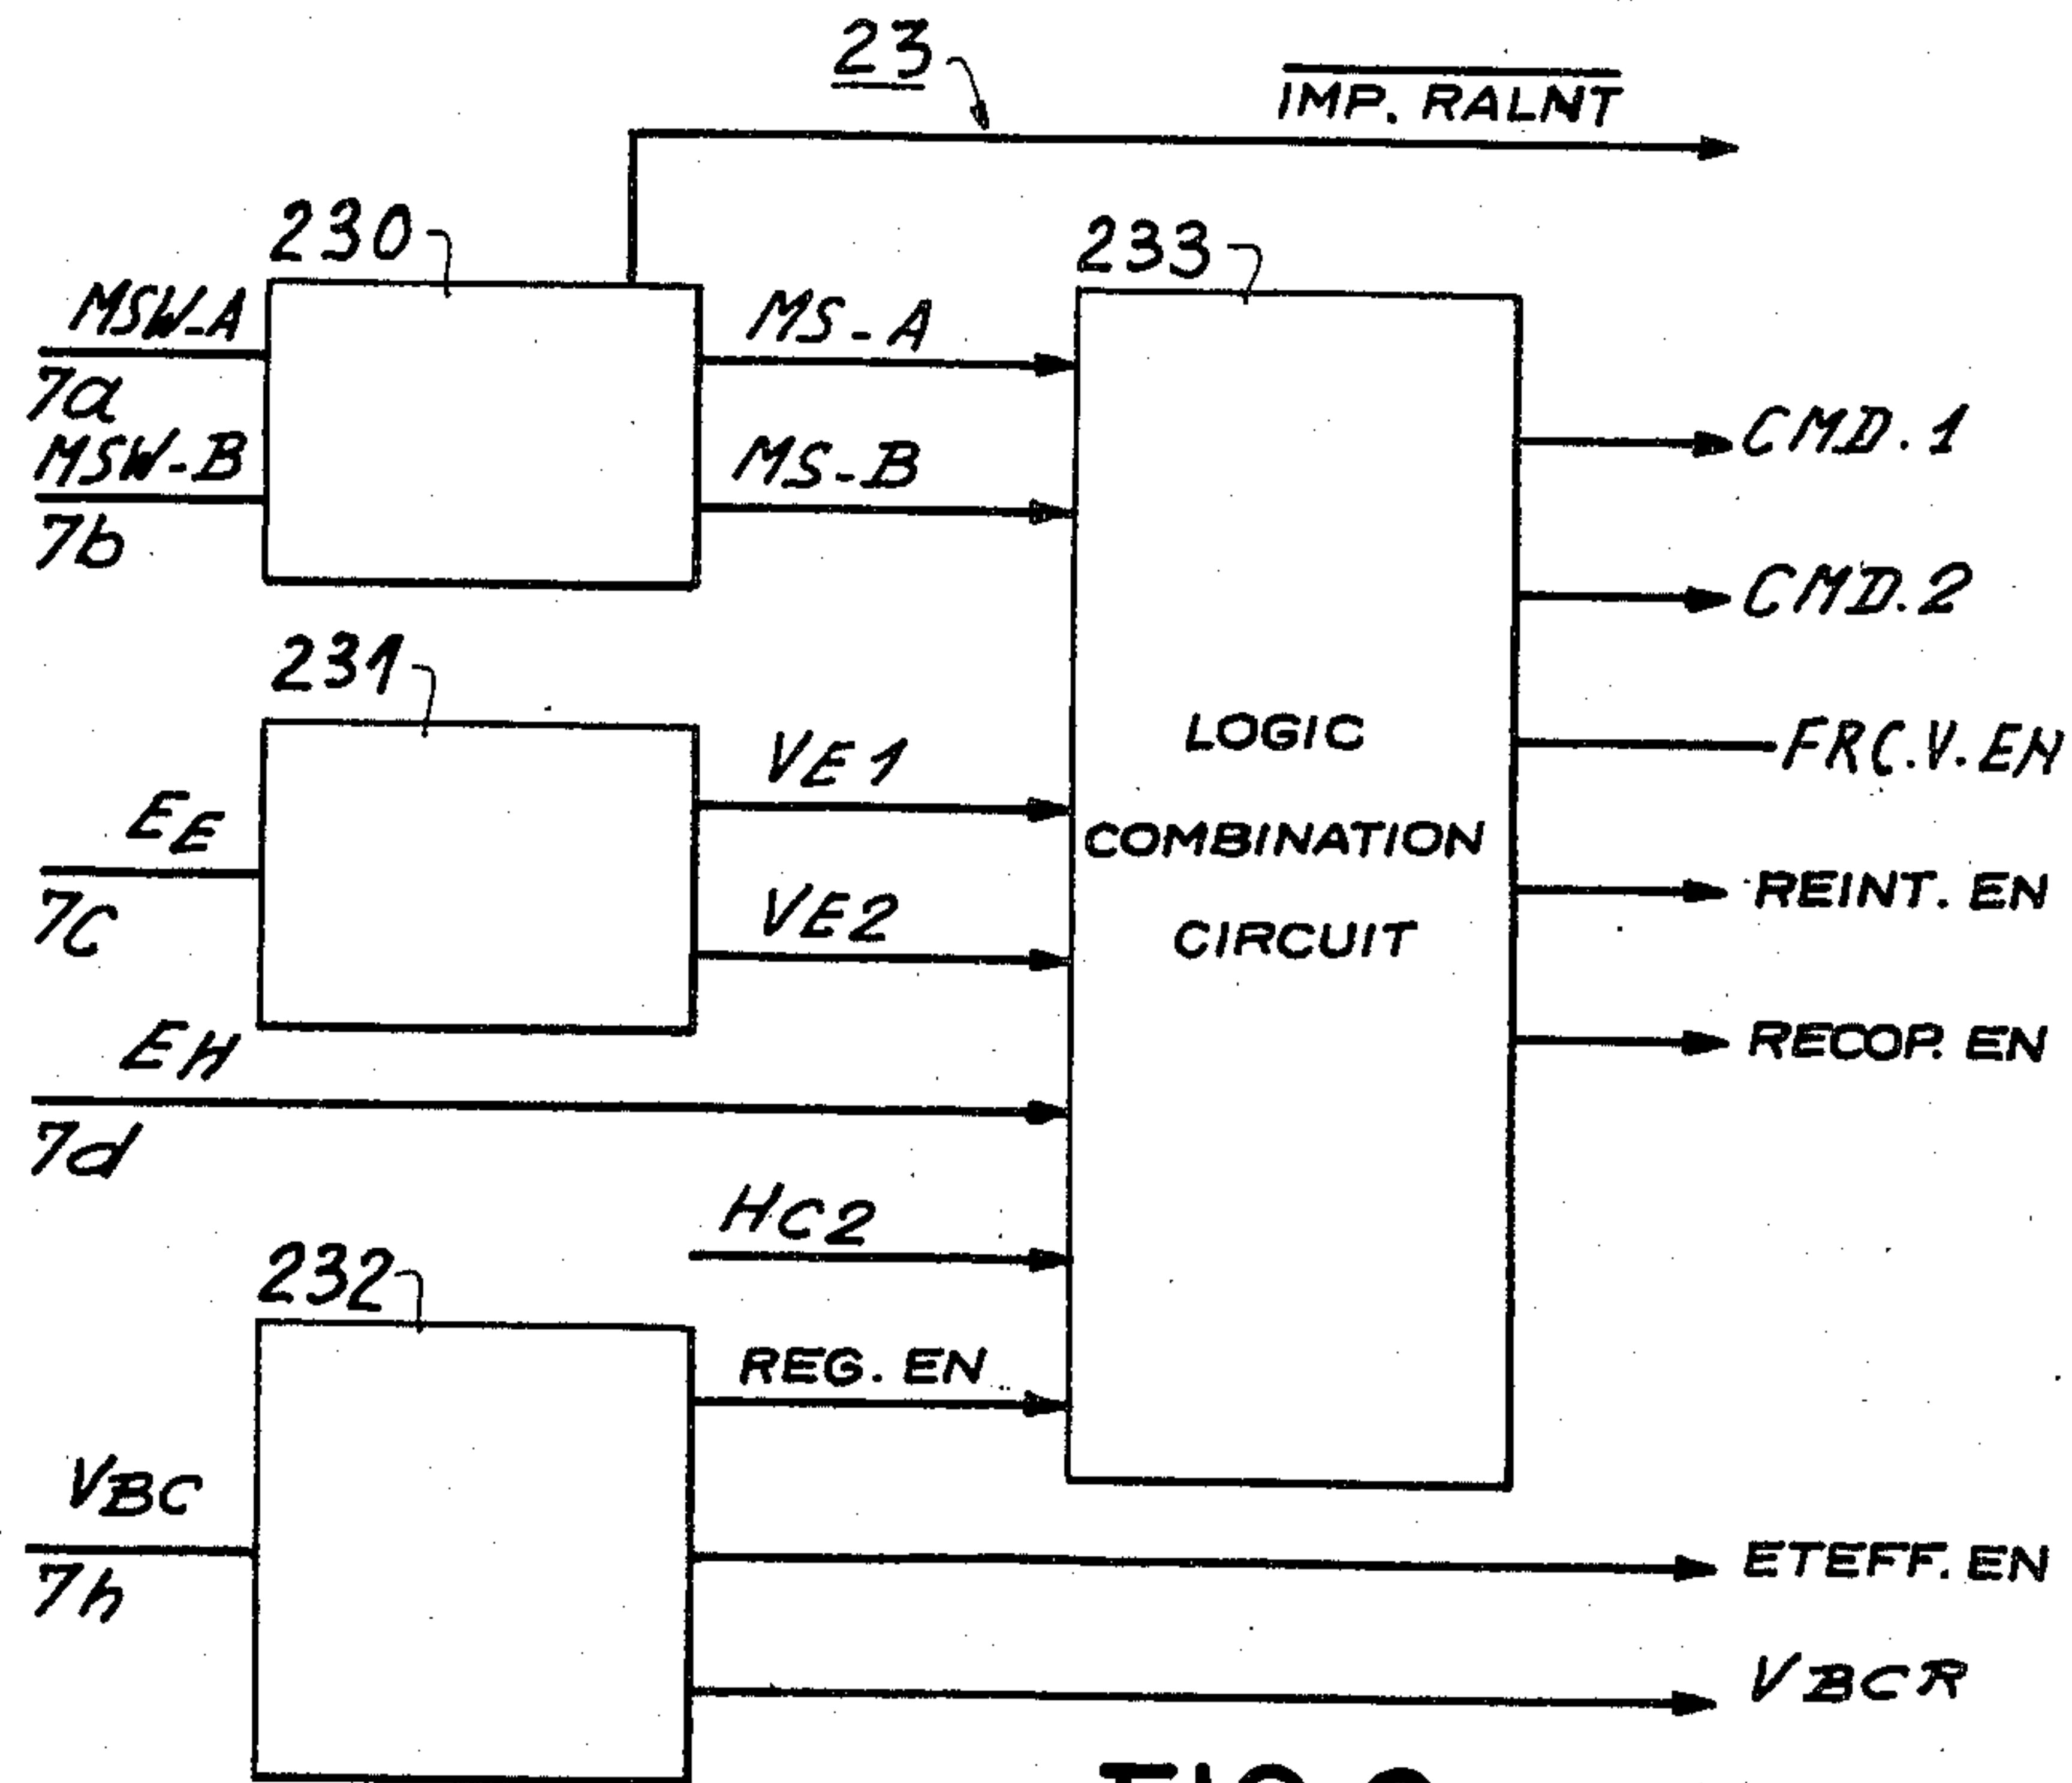 23
IMP. RALNT
230
233
MSW-A
7a
MSW-B
7b
MS-A
MS-B
CMD.1
CMD.2
231
VE1
VE2
EE
7C
LOGIC
COMBINATION
CIRCUIT
REINT. EN
RECOP. EN
EH
7d
HC2
232
REG. EN
VBC
7h
ETEFF. EN
VBCR